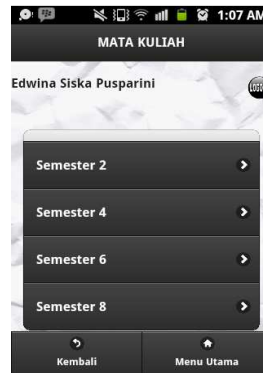 1:07 AM
MATA KULIAH
Edwina Siska Pusparini
LOGO
Semester 2
Semester 4
Semester 6
Semester 8
Kembali
Menu Utama